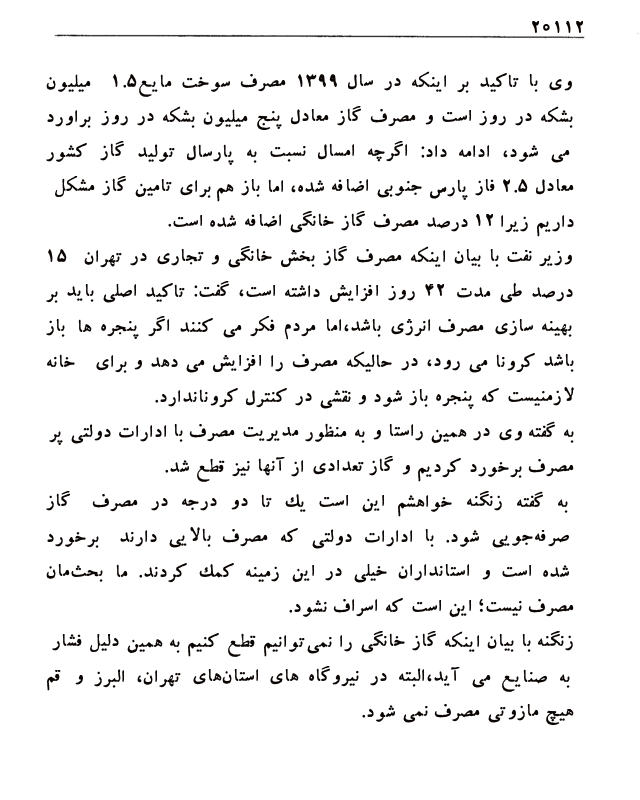 ۲۰۱۱۲
وی با تاکید بر اینکه در سال ۱۳۹۹ مصرف سوخت مایع۱.۵ میلیون
بشکه در روز است و مصرف گاز معادل پنج میلیون بشکه در روز براورد
می شود، ادامه داد: اگرچه امسال نسبت به پارسال تولید گاز کشور
معادل ۲.۵ فاز پارس جنوبی اضافه شده، اما باز هم برای تامین گاز مشکل
داریم زیرا ۱۲ درصد مصرف گاز خانگی اضافه شده است.
وزیر نفت با بیان اینکه مصرف گاز بخش خانگی و تجاری در تهران ۱۵
درصد طی مدت ۴۲ روز افزایش داشته است، گفت: تاکید اصلی باید بر
بهینه سازی مصرف انرژی باشد،اما مردم فکر می کنند اگر پنجره ها باز
باشد کرونا می رود، در حالیکه مصرف را افزایش می دهد و برای خانه
لازمنیست که پنجره باز شود و نقشی در کنترل کروناندارد.
به گفته وی در همین راستا و به منظور مدیریت مصرف با ادارات دولتی پر
مصرف برخورد کردیم و گاز تعدادی از آنها نیز قطع شد.
به گفته زنگنه خواهشم این است یك تا دو درجه در مصرف گاز
صرفه‌جویی شود. با ادارات دولتی که مصرف بالایی دارند برخورد
شده است و استانداران خیلی در این زمینه کمك کردند. ما بحث‌مان
مصرف نیست؛ این است که اسراف نشود.
زنگنه با بیان اینکه گاز خانگی را نمی‌توانیم قطع کنیم به همین دلیل فشار
به صنایع می آید،البته در نیروگاه های استان‌های تهران، البرز و قم
هیچ مازوتی مصرف نمی شود.